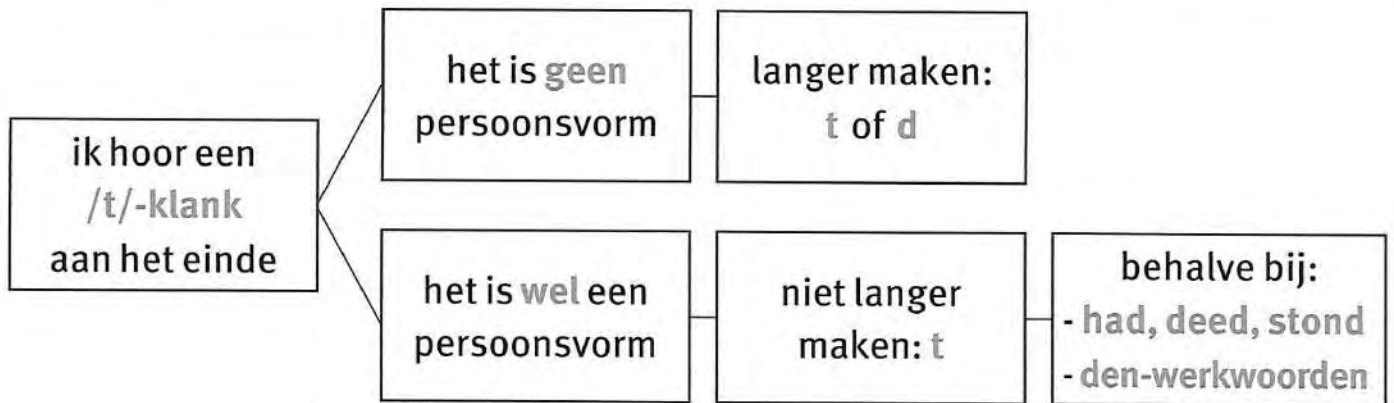 ik hoor een
/t/-klank
aan het einde
het is geen
persoonsvorm
langer maken:
t of d
het is wel een
persoonsvorm
niet langer
maken: t
behalve bij:
- had, deed, stond
- den-werkwoorden